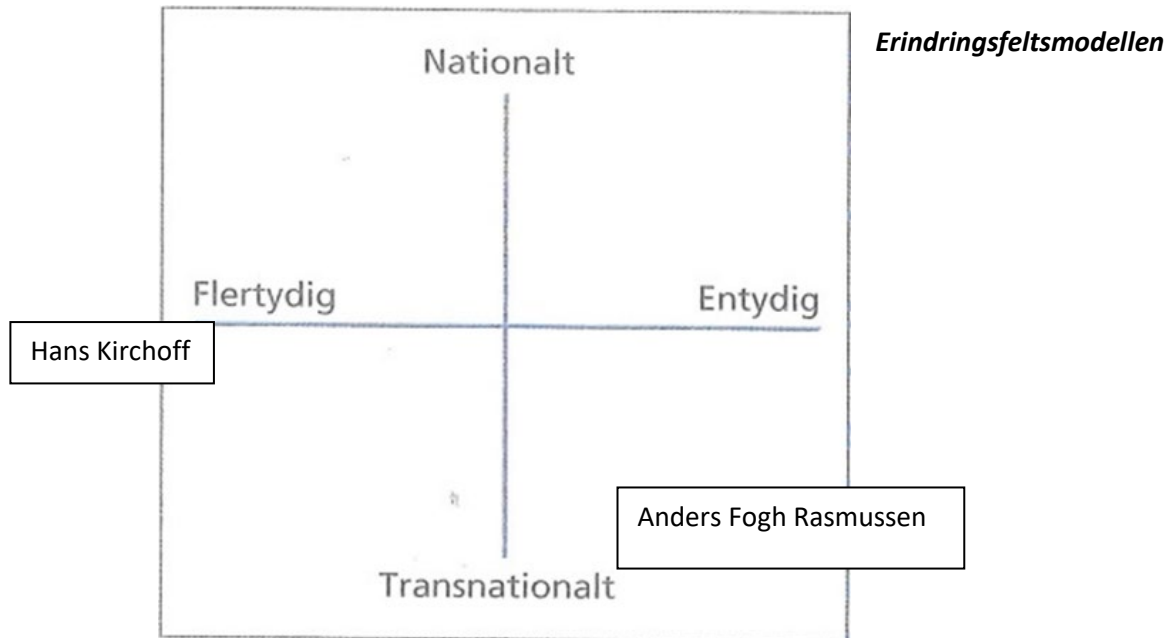 Erindringsfeltsmodellen
Nationalt
Flertydig
Entydig
Hans Kirchoff
Anders Fogh Rasmussen
Transnationalt